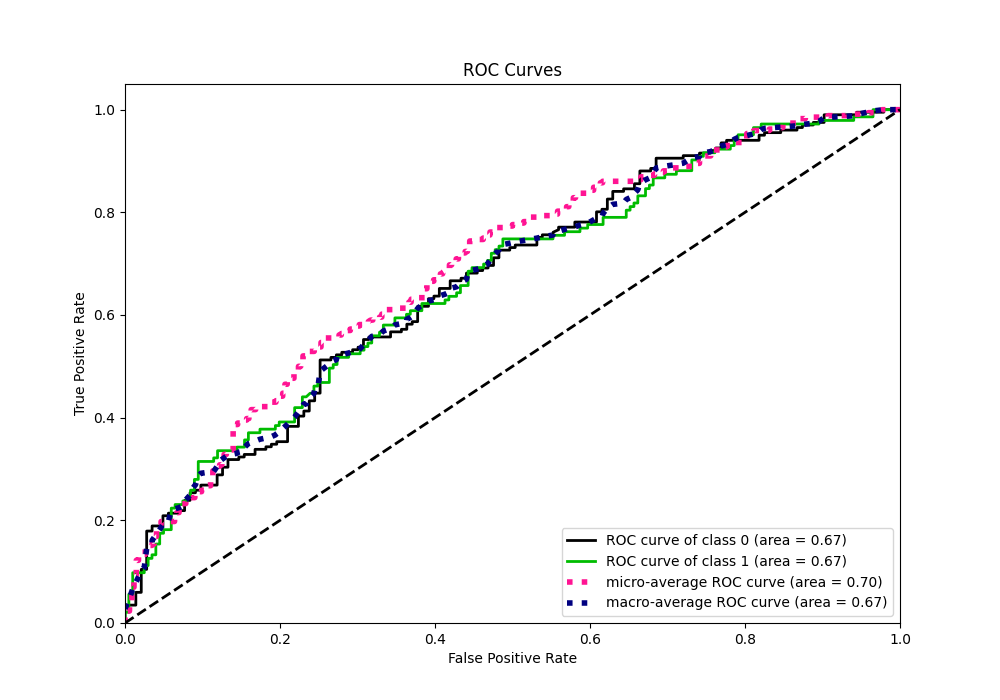 ROC Curves
1.0
0.8
0.6
0.4
0.2
0.0
True Positive Rate
0.0 0.2 0.4 0.6 0.8 1.0
False Positive Rate
ROC curve of class 0 (area = 0.67)
ROC curve of class 1 (area = 0.67)
micro-average ROC curve (area = 0.70)
macro-average ROC curve (area = 0.67)